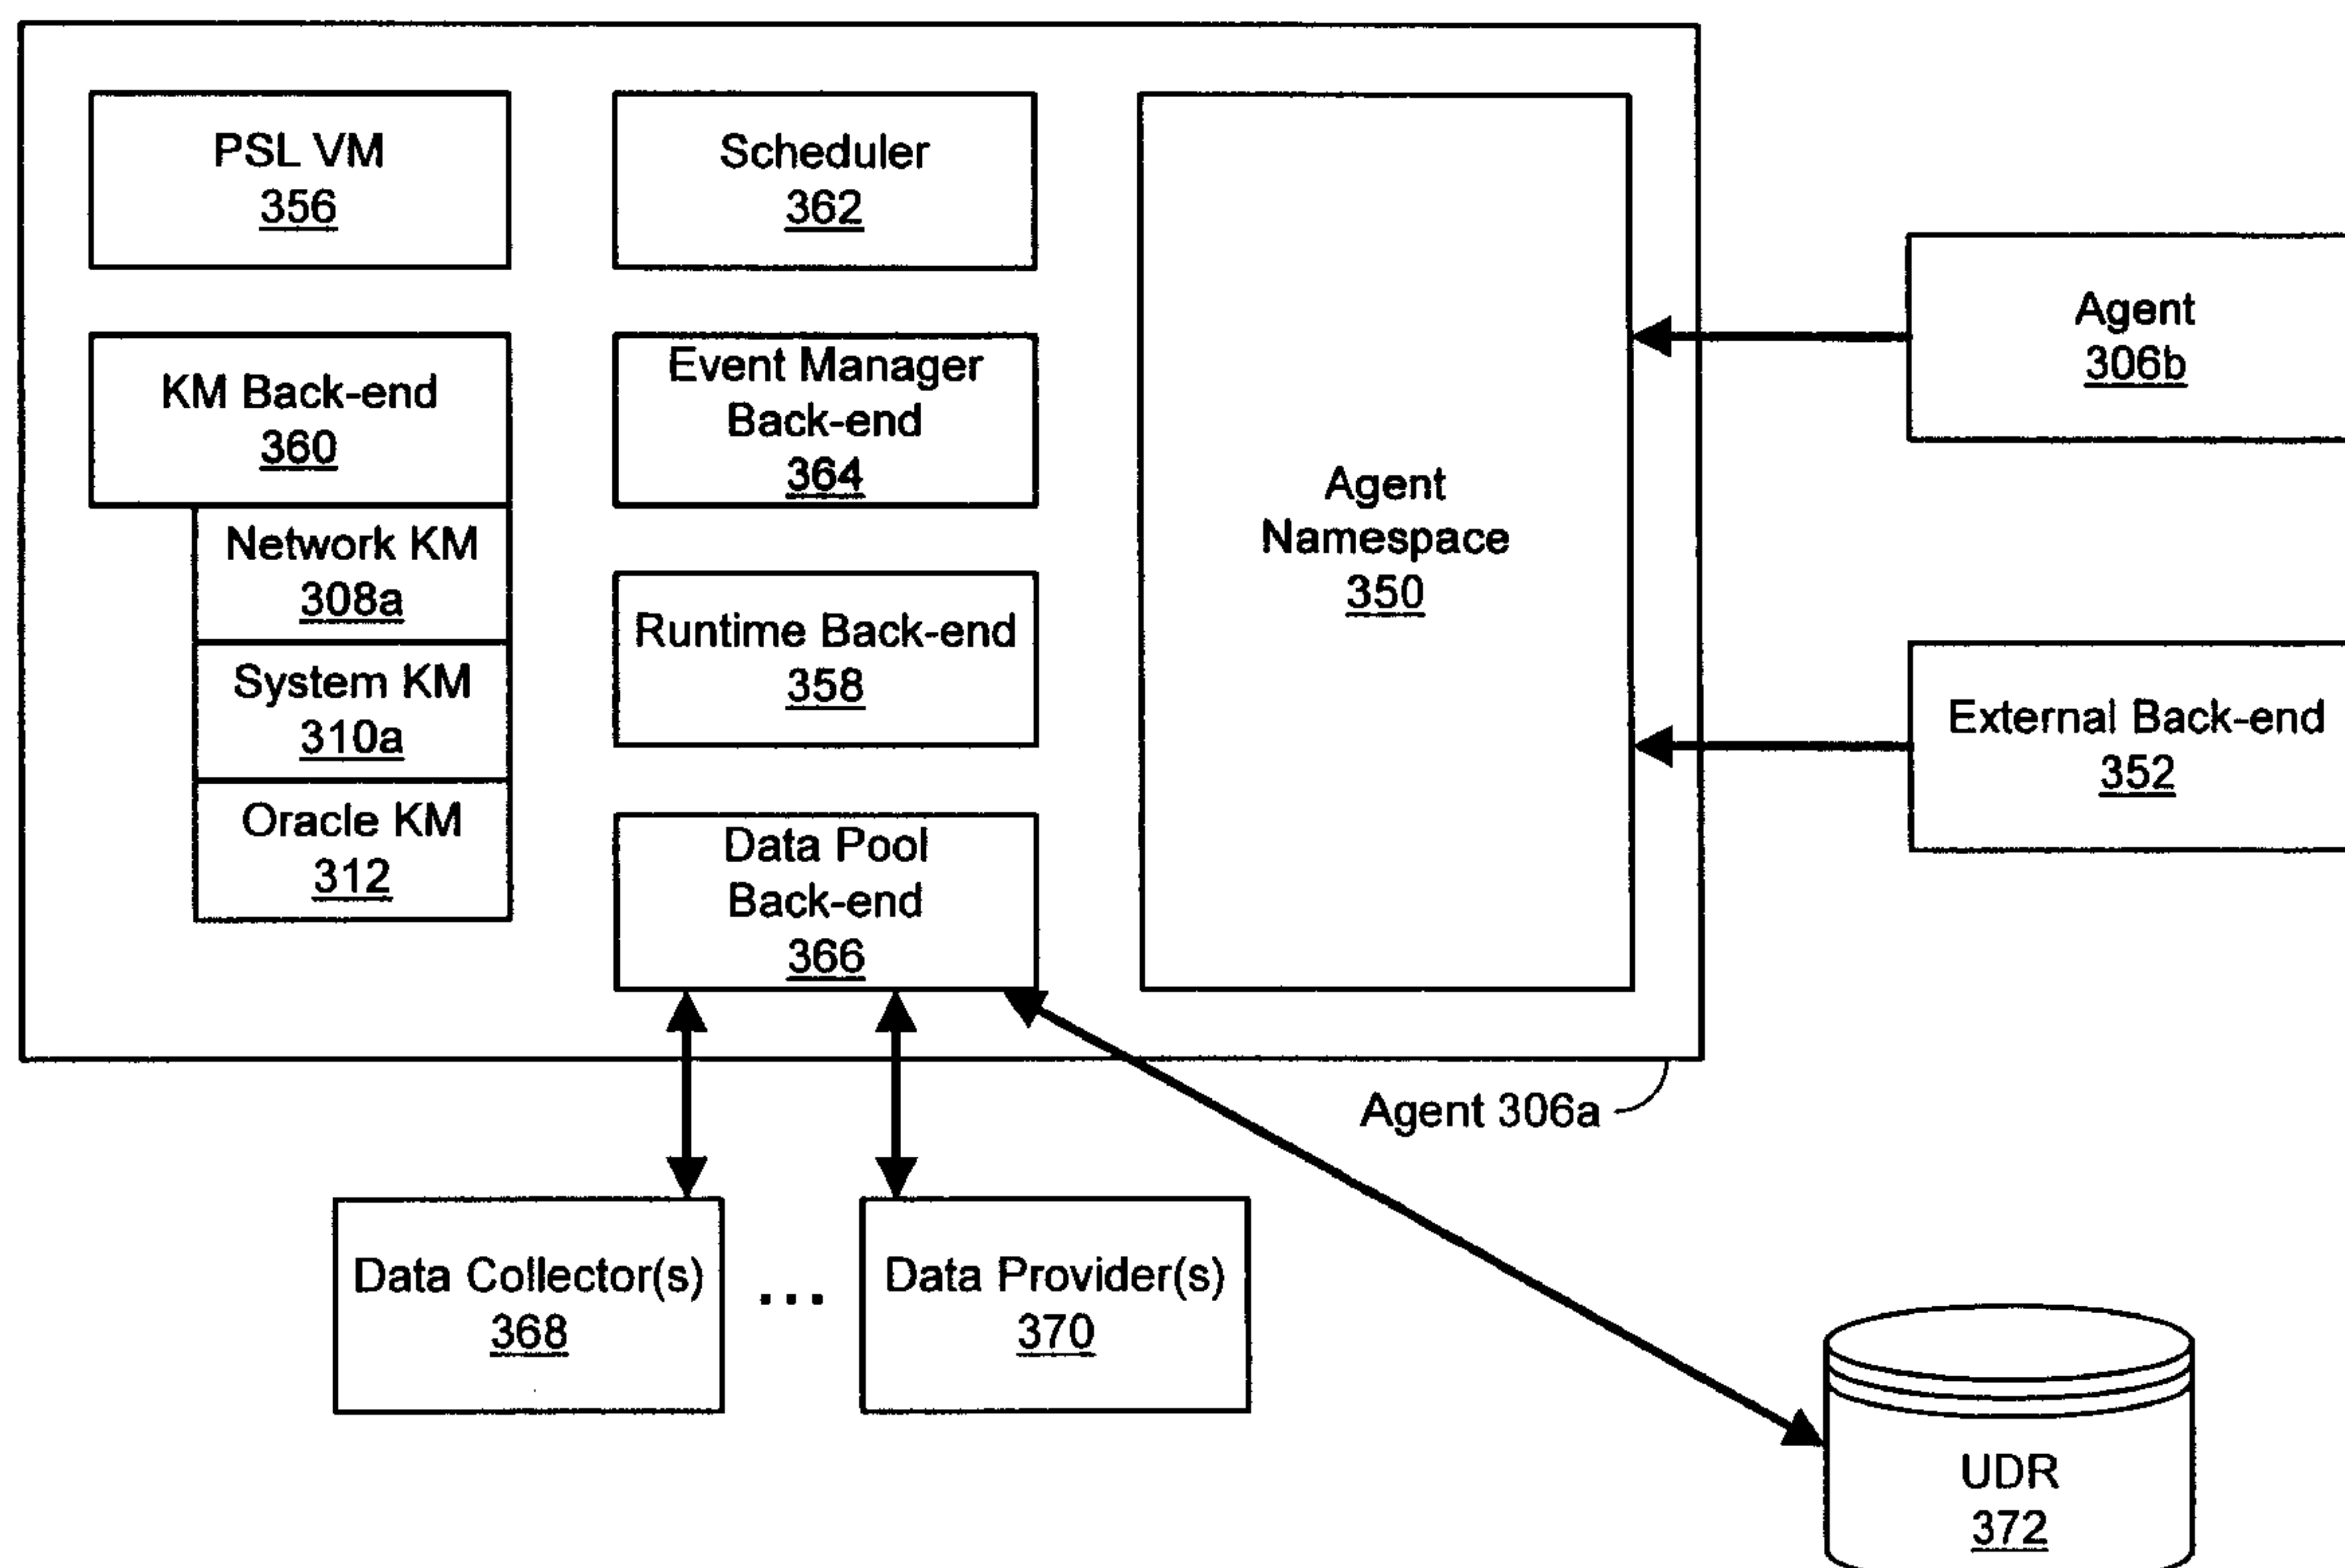 PSL VM
356
Scheduler
362
KM Back-end
360
Network KM
308a
System KM
310a
Oracle KM
312
Event Manager
Back-end
364
Runtime Back-end
358
Data Pool
Back-end
366
Agent
Namespace
350
Agent
306b
External Back-end
352
Agent 306a
Data Collector(s)
368
...
Data Provider(s)
370
UDR
372